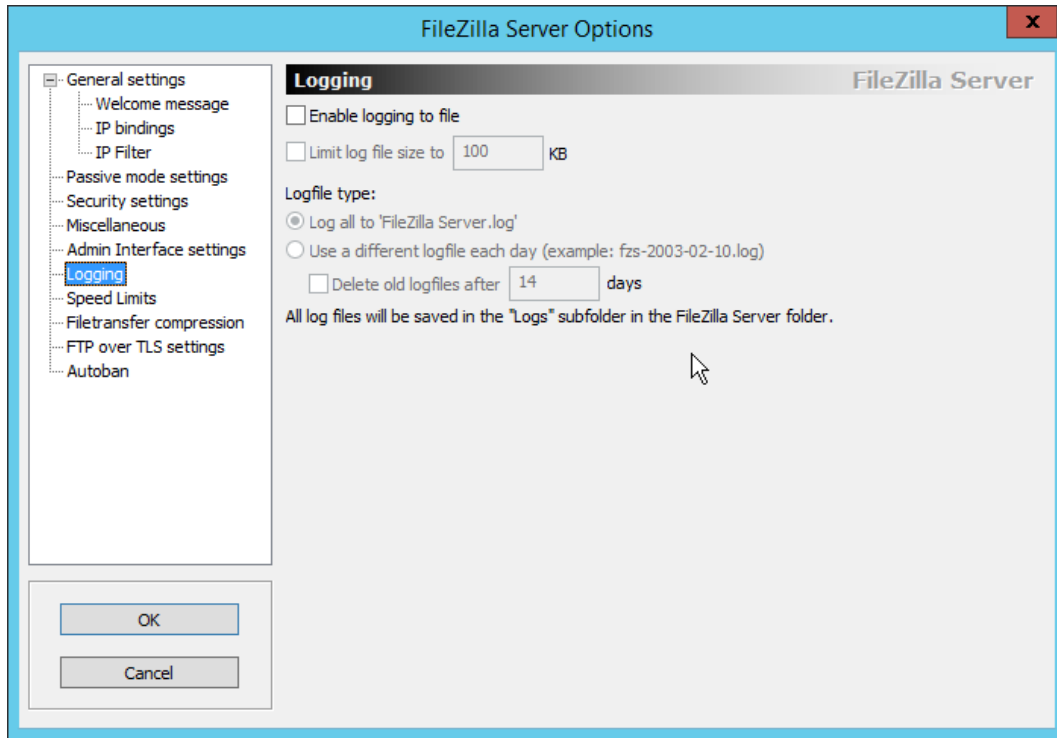 FileZilla Server Options
x
General settings
Welcome message
IP bindings
IP Filter
Passive mode settings
Security settings
Miscellaneous
Admin Interface settings
Logging
Speed Limits
Filetransfer compression
FTP over TLS settings
Autoban
OK
Cancel
Logging FileZilla Server
Enable logging to file
Limit log file size to 100 KB
Logfile type:
Log all to 'FileZilla Server.log'
Use a different logfile each day (example: fzs-2003-02-10.log)
Delete old logfiles after 14 days
All log files will be saved in the "Logs" subfolder in the FileZilla Server folder.